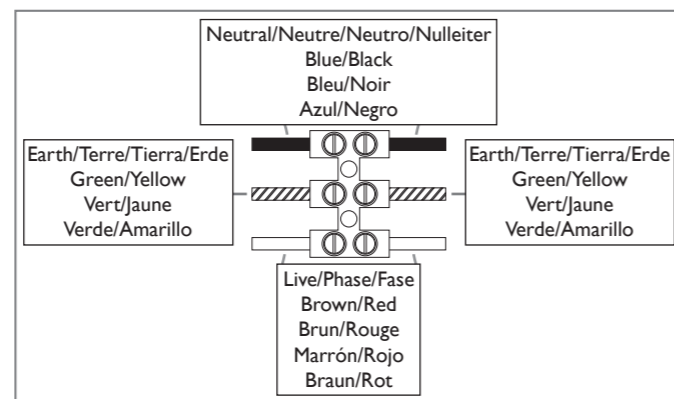 Neutral/Neutre/Neutro/Nulleiter
Blue/Black
Bleu/Noir
Azul/Negro
Earth/Terre/Tierra/Erde
Green/Yellow
Vert/Jaune
Verde/Amarillo
Earth/Terre/Tierra/Erde
Green/Yellow
Vert/Jaune
Verde/Amarillo
Live/Phase/Fase
Brown/Red
Brun/Rouge
Marrón/Rojo
Braun/Rot